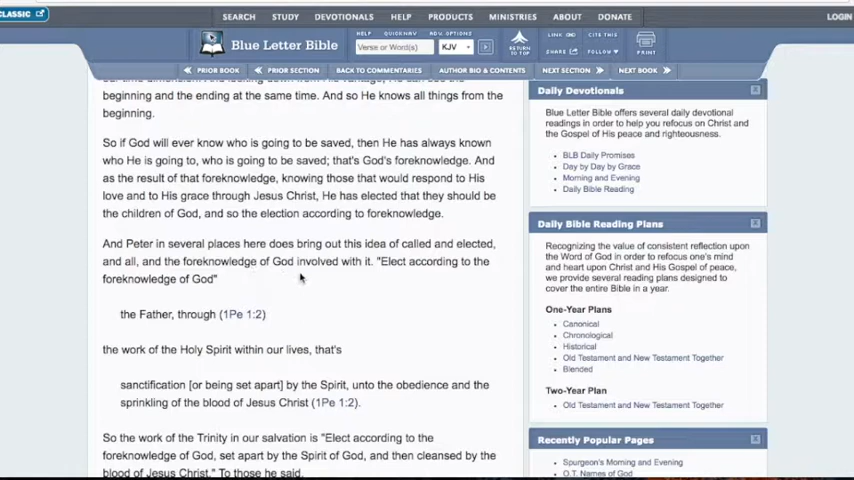 CLASSIC
SEARCH STUDY DEVOTIONALS HELP PRODUCTS MINISTRIES ABOUT DONATE
LOGIN
Blue Letter Bible
HELP QUICKNAV ADV. OPTIONS
Verse or Word(s) KJV
RETURN
TO TOP
LINK CITE THIS
SHARE FOLLOW
PRINT
PRIOR BOOK PRIOR SECTION BACK TO COMMENTARIES AUTHOR BIO & CONTENTS NEXT SECTION NEXT BOOK
beginning and the ending at the same time. And so He knows all things from the
beginning.
So if God will ever know who is going to be saved, then He has always known
who He is going to, who is going to be saved; that's God's foreknowledge. And
as the result of that foreknowledge, knowing those that would respond to His
love and to His grace through Jesus Christ, He has elected that they should be
the children of God, and so the election according to foreknowledge.
And Peter in several places here does bring out this idea of called and elected,
and all, and the foreknowledge of God involved with it. "Elect according to the
foreknowledge of God"
the Father, through (1Pe 1:2)
the work of the Holy Spirit within our lives, that's
sanctification [or being set apart] by the Spirit, unto the obedience and the
sprinkling of the blood of Jesus Christ (1Pe 1:2).
So the work of the Trinity in our salvation is "Elect according to the
foreknowledge of God, set apart by the Spirit of God, and then cleansed by the
blood of Jesus Christ." To those he said,
Daily Devotionals
Blue Letter Bible offers several daily devotional
readings in order to help you refocus on Christ and
the Gospel of His peace and righteousness.
BLB Daily Promises
Day by Day by Grace
Morning and Evening
Daily Bible Reading
Daily Bible Reading Plans
Recognizing the value of consistent reflection upon
the Word of God in order to refocus one's mind
and heart upon Christ and His Gospel of peace,
we provide several reading plans designed to
cover the entire Bible in a year.
One-Year Plans
Canonical
Chronological
Historical
Old Testament and New Testament Together
Blended
Two-Year Plan
Old Testament and New Testament Together
Recently Popular Pages
Spurgeon's Morning and Evening
O.T. Names of God